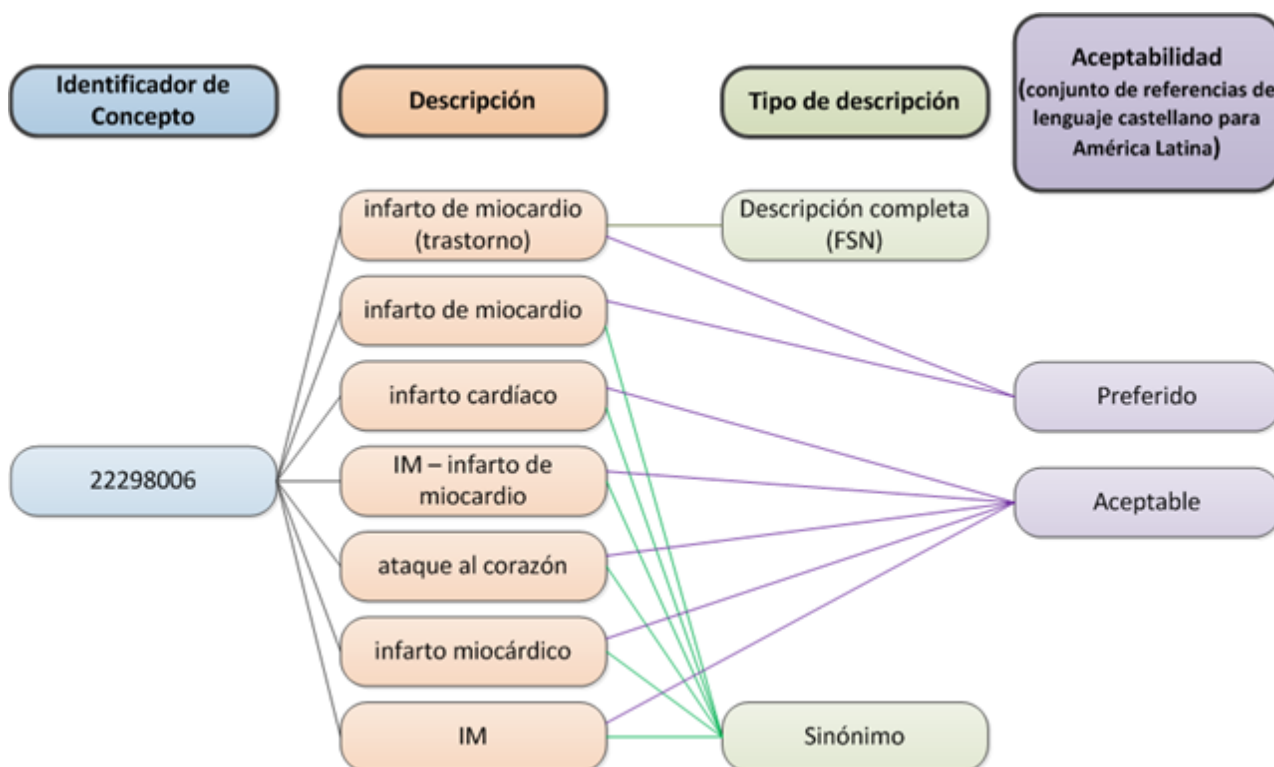 Identificador de
Concepto
Descripción
Tipo de descripción
Aceptabilidad
(conjunto de referencias de
lenguaje castellano para
América Latina)
infarto de miocardio
(trastorno)
Descripción completa
(FSN)
infarto de miocardio
infarto cardíaco
Preferido
22298006
IM – infarto de
miocardio
Aceptable
ataque al corazón
infarto miocárdico
IM
Sinónimo